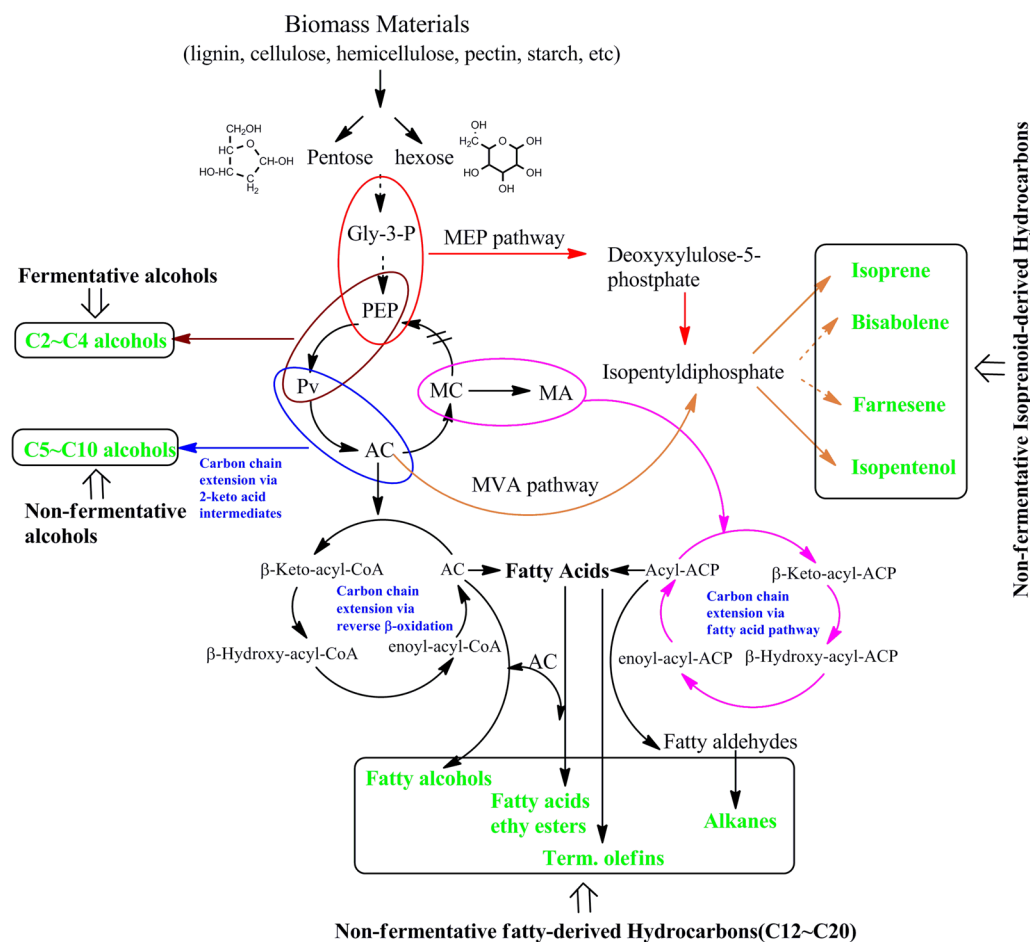 Biomass Materials
(lignin, cellulose, hemicellulose, pectin, starch, etc)
CH₂OH
HC
O
CH-OH
HO-HC
C
H₂
Pentose
hexose
OH
H₂C
O
OH
HO
OH
OH
Gly-3-P
MEP pathway
Deoxyxylulose-5-
phostphate
Fermentative alcohols
PEP
C2~C4 alcohols
Pv
MC
MA
Isopentyldiphosphate
Isoprene
Bisabolene
Farnesene
Isopentenol
Non-fermentative Isoprenoid-derived Hydrocarbons
C5~C10 alcohols
Carbon chain
extension via
2-keto acid
intermediates
AC
MVA pathway
Non-fermentative
alcohols
β-Keto-acyl-CoA
AC
Fatty Acids
Acyl-ACP
β-Keto-acyl-ACP
Carbon chain
extension via
reverse β-oxidation
Carbon chain
extension via
fatty acid pathway
β-Hydroxy-acyl-CoA
enoyl-acyl-CoA
AC
enoyl-acyl-ACP
β-Hydroxy-acyl-ACP
Fatty aldehydes
Fatty alcohols
Fatty acids
ethy esters
Alkanes
Term. olefins
Non-fermentative fatty-derived Hydrocarbons(C12~C20)